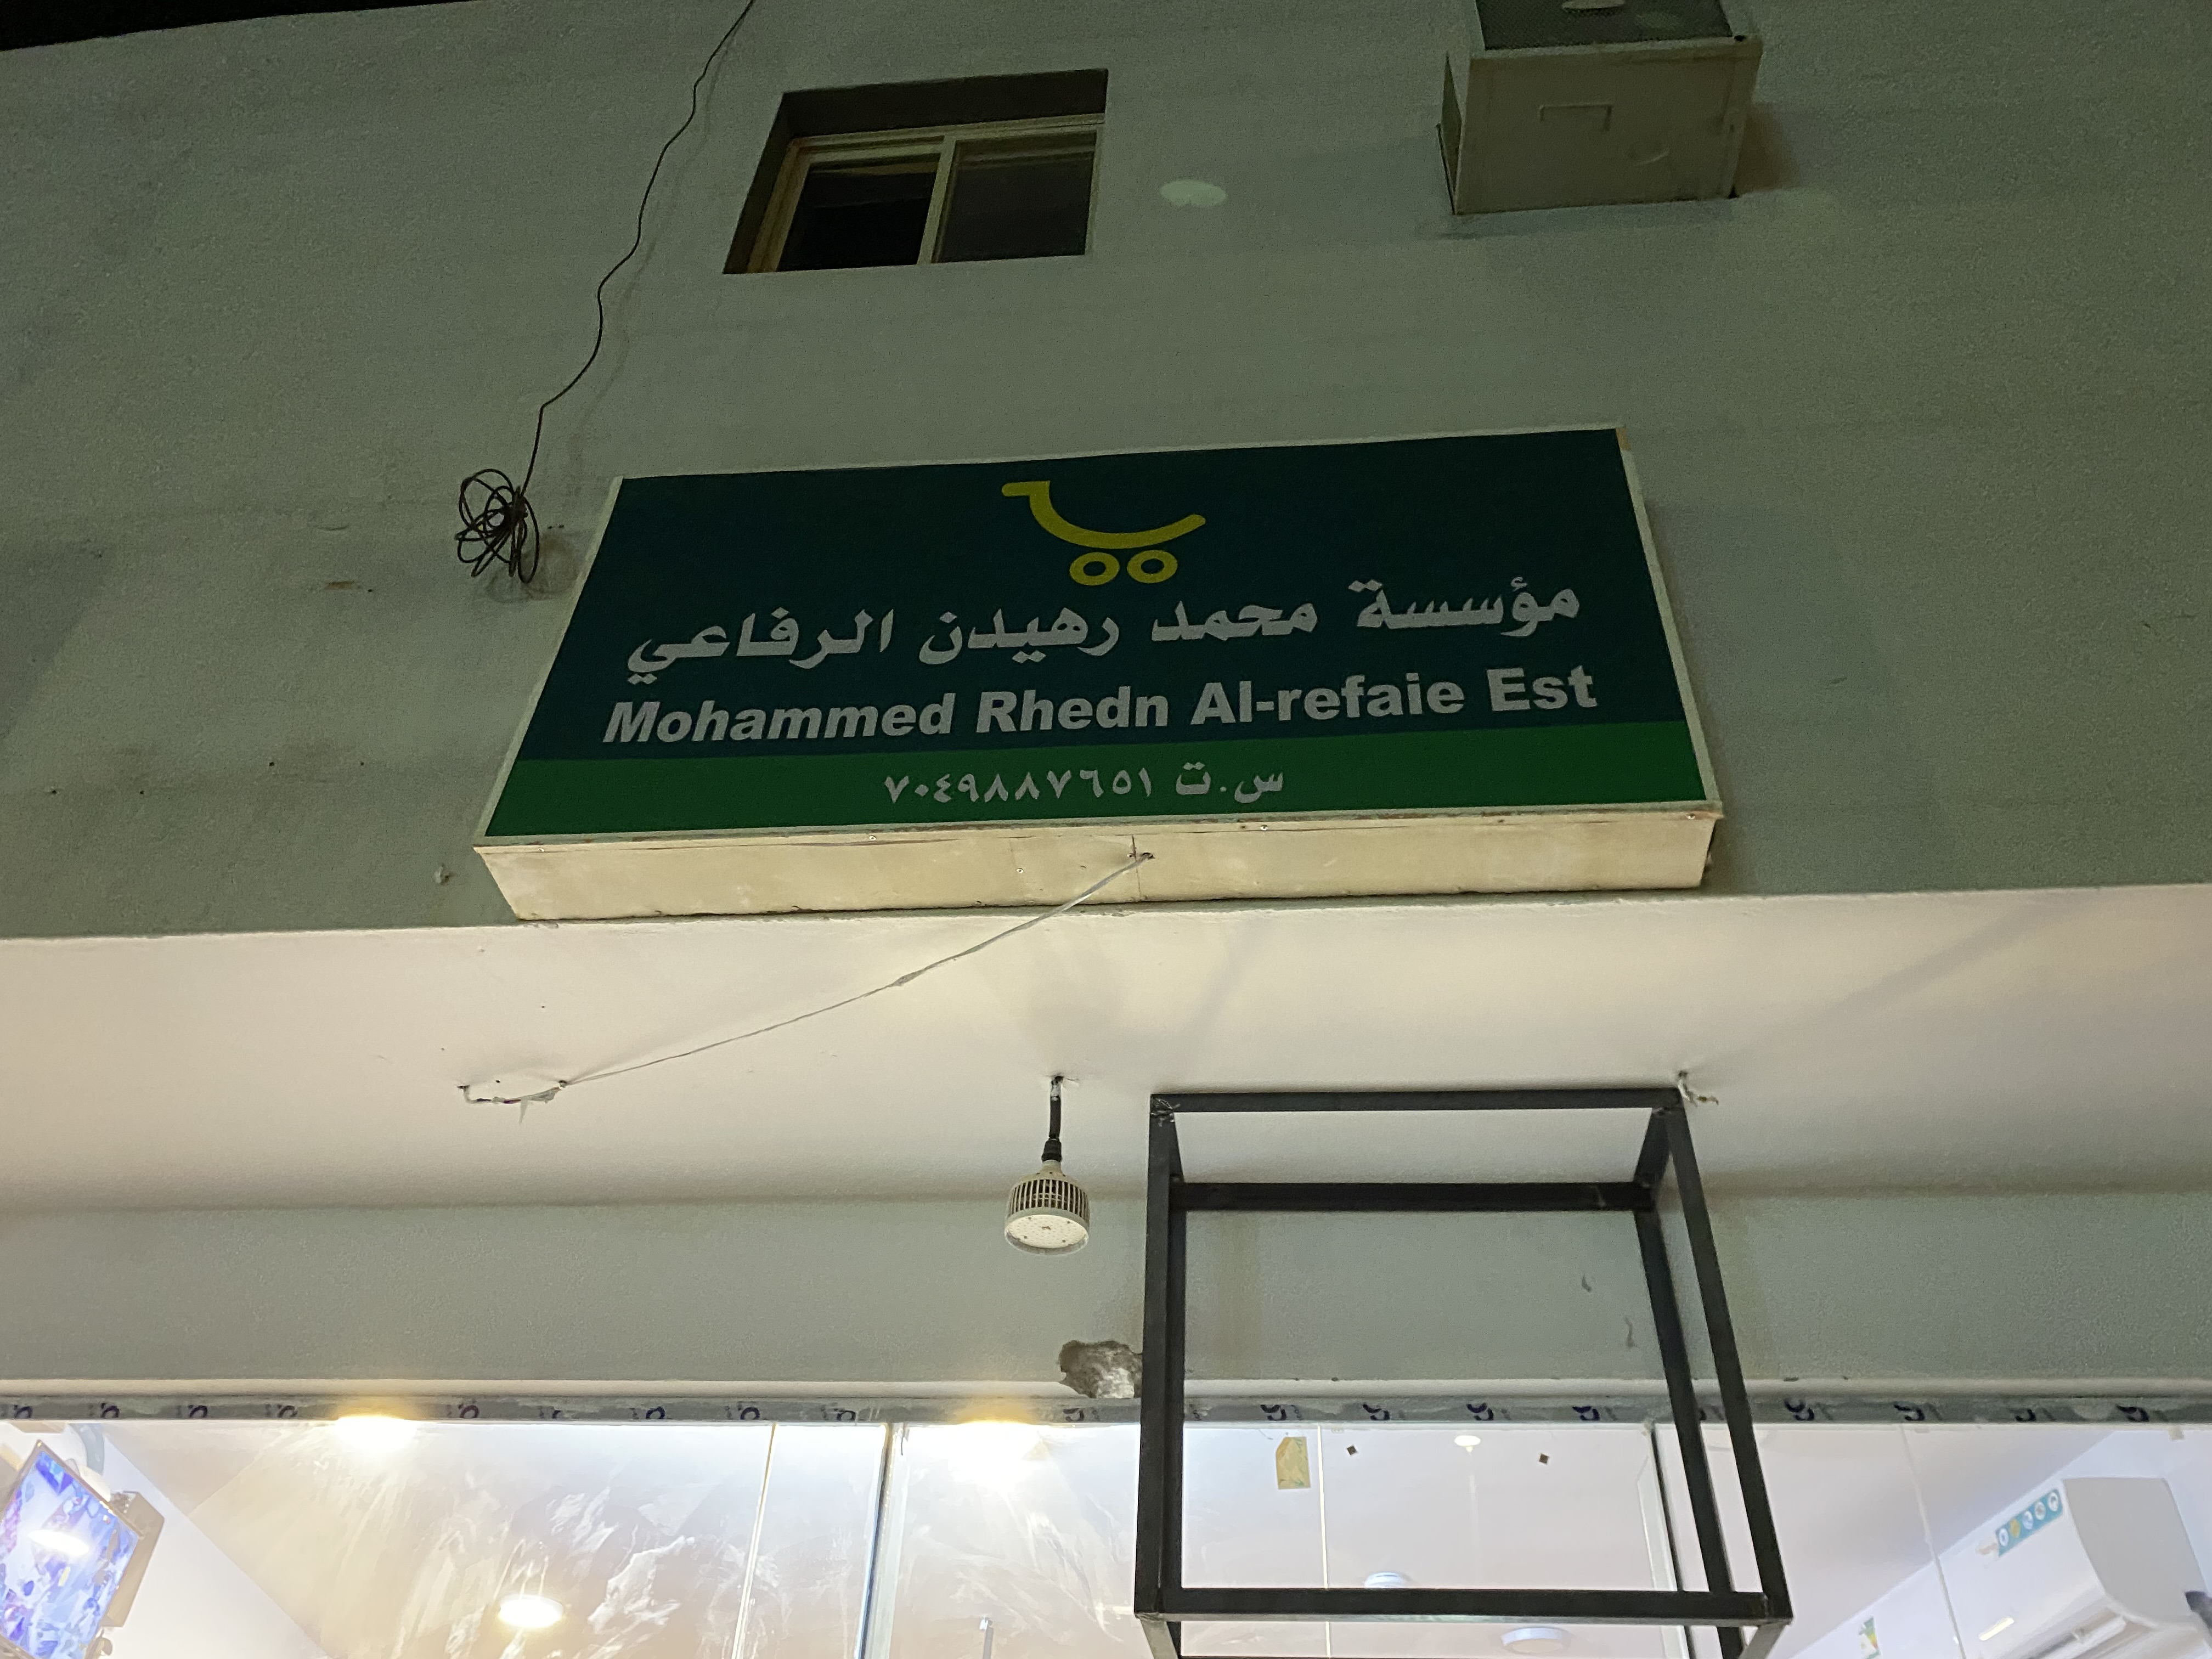 مؤسسة محمد رهيدن الرفاعي
Mohammed Rhedn Al-refaie Est
س.ت ٧٠٤٩٨٨٧٦٥١